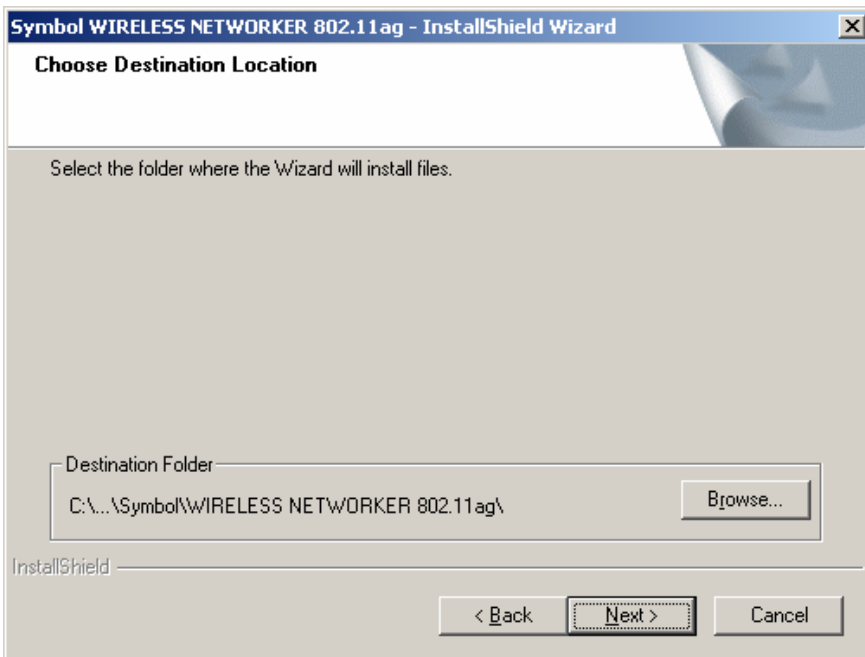 Symbol WIRELESS NETWORKER 802.11ag - InstallShield Wizard
Choose Destination Location
Select the folder where the Wizard will install files.
Destination Folder
C:\...\Symbol\WIRELESS NETWORKER 802.11ag\
Browse...
InstallShield
< Back
Next >
Cancel